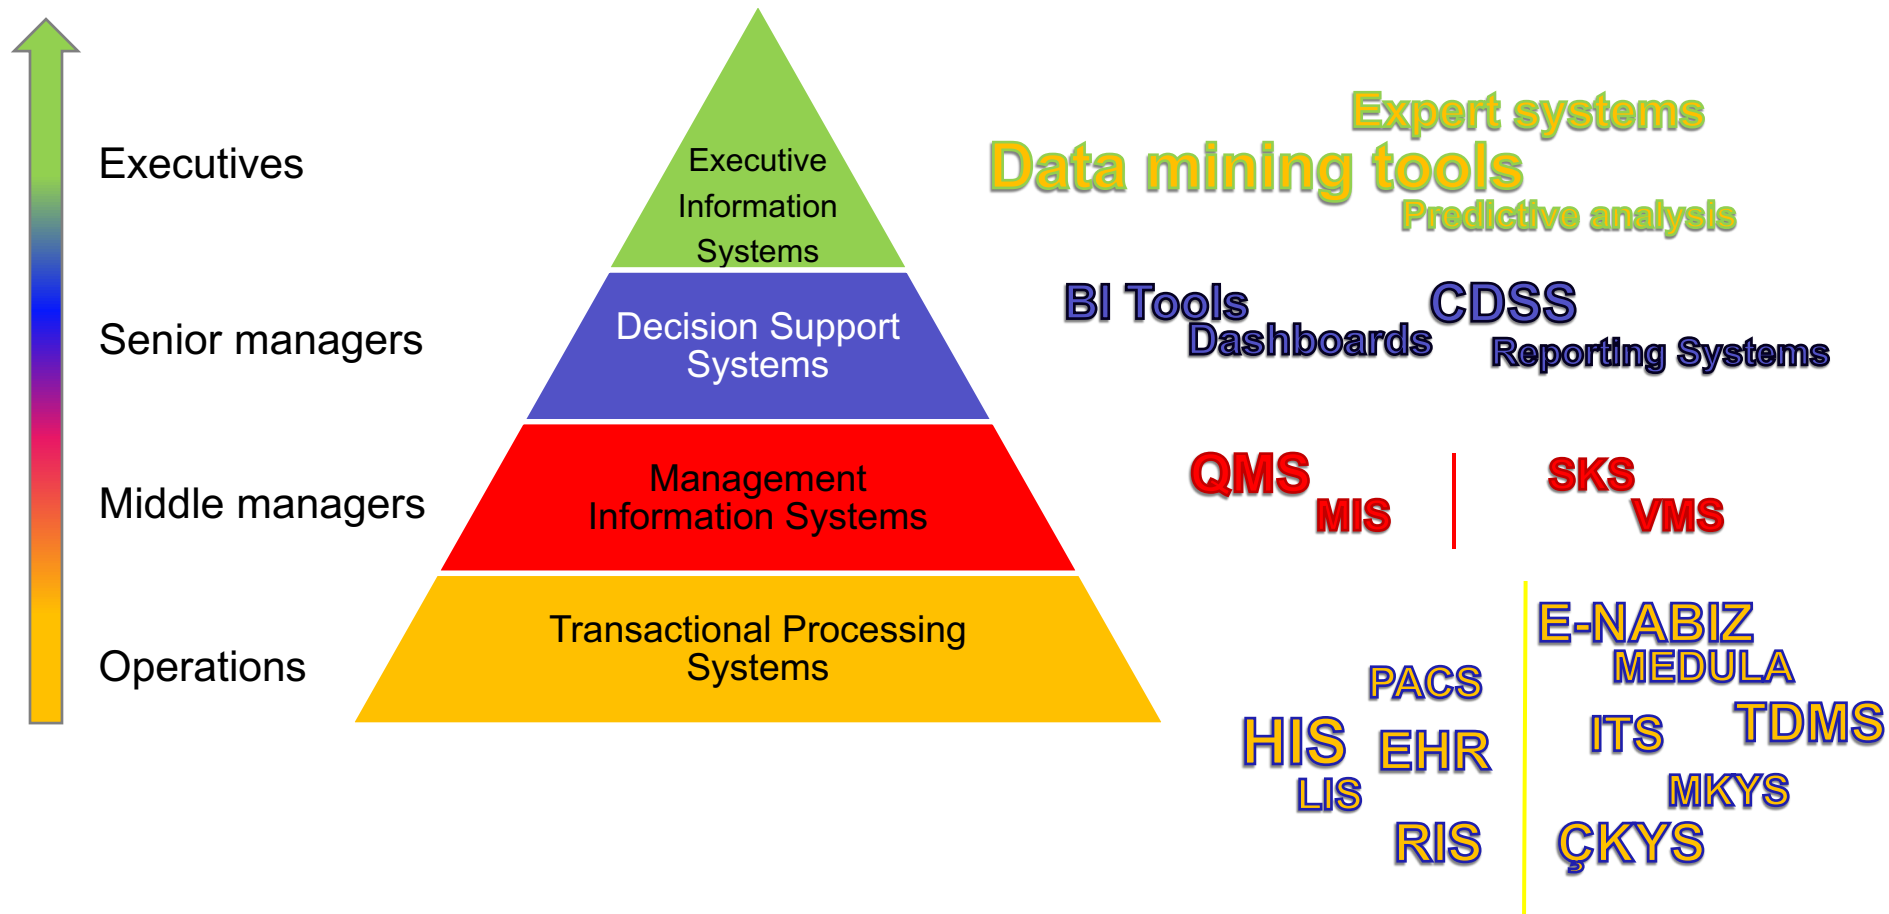 Executives
Senior managers
Middle managers
Operations
Executive
Information
Systems
Decision Support
Systems
Management
Information Systems
Transactional Processing
Systems
Expert systems
Data mining tools
Predictive analysis
BI Tools
Dashboards
CDSS
Reporting Systems
QMS
MIS
SKS
VMS
PACS
HIS
EHR
LIS
RIS
E-NABIZ
MEDULA
ITS
TDMS
MKYS
ÇKYS